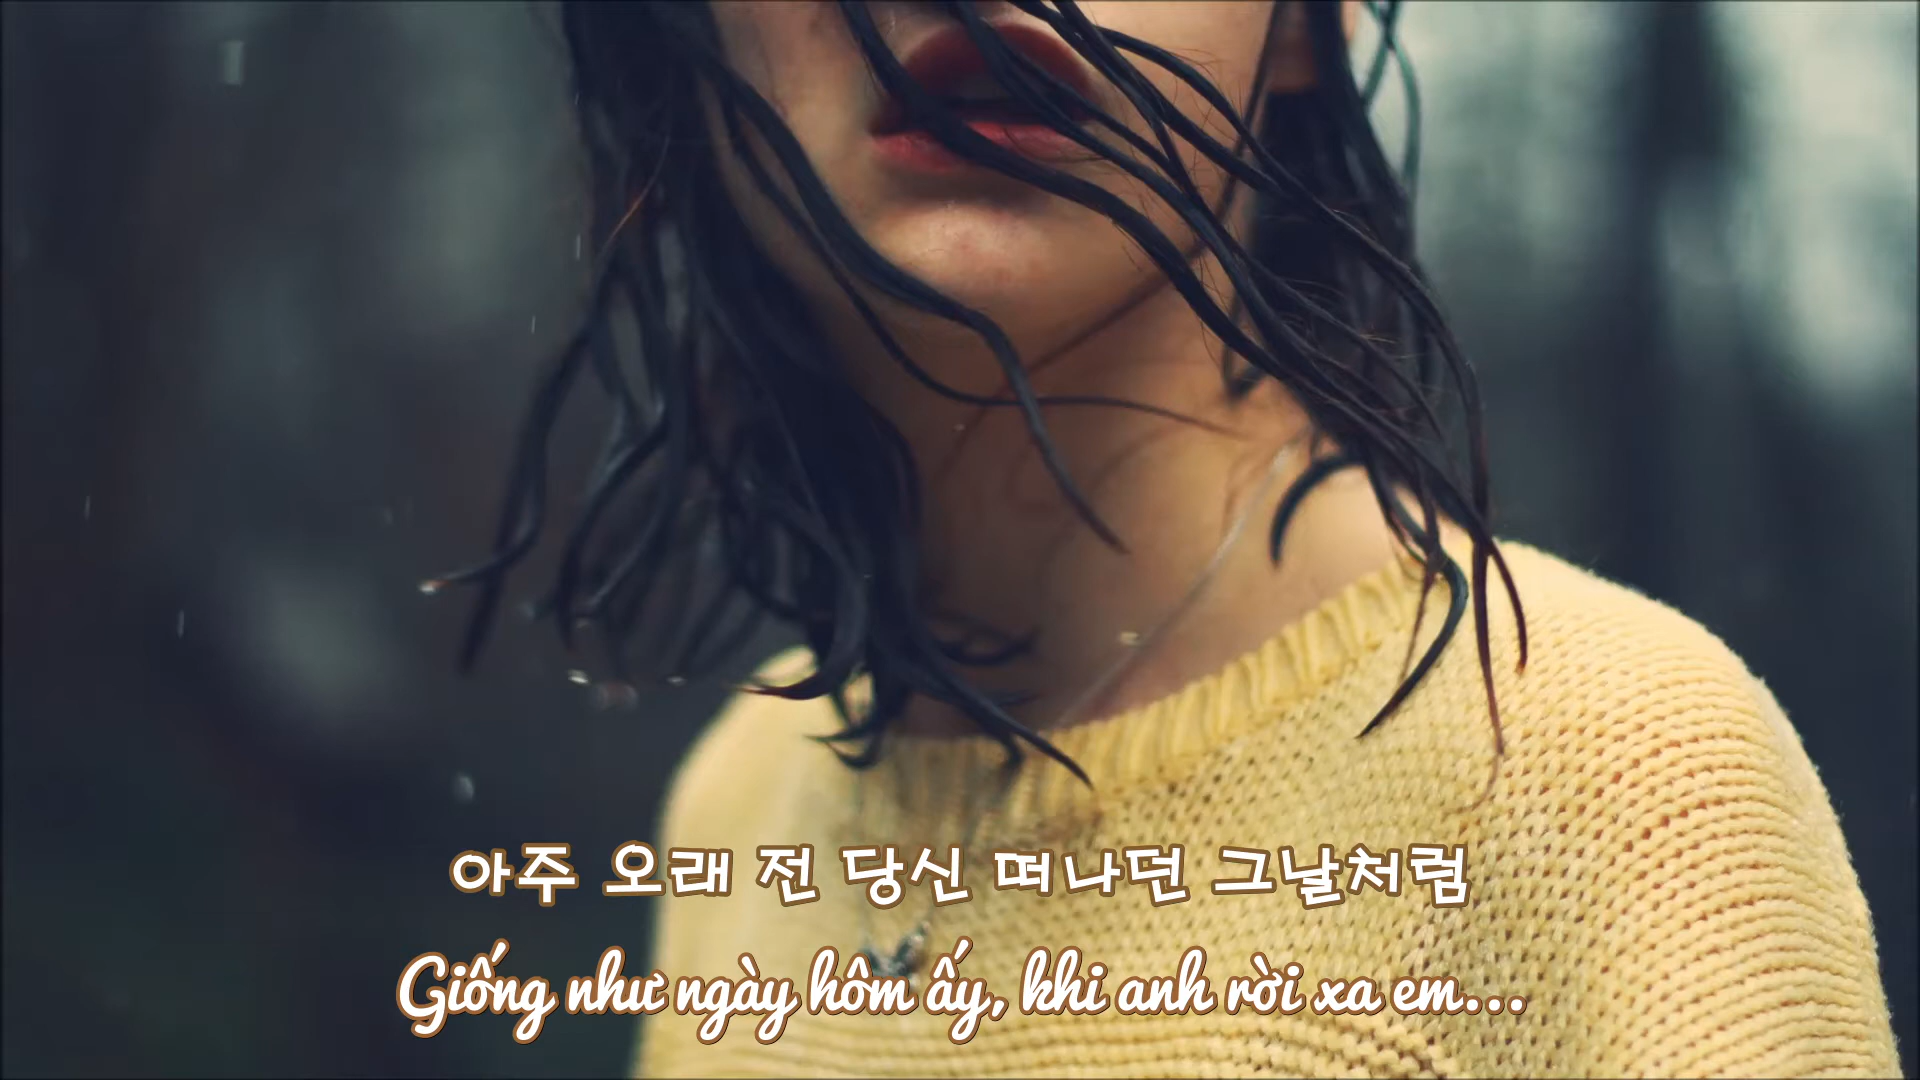 아주 오래 전 당신 떠나던 그날처럼
Giống như ngày hôm ấy, khi anh rời xa em...